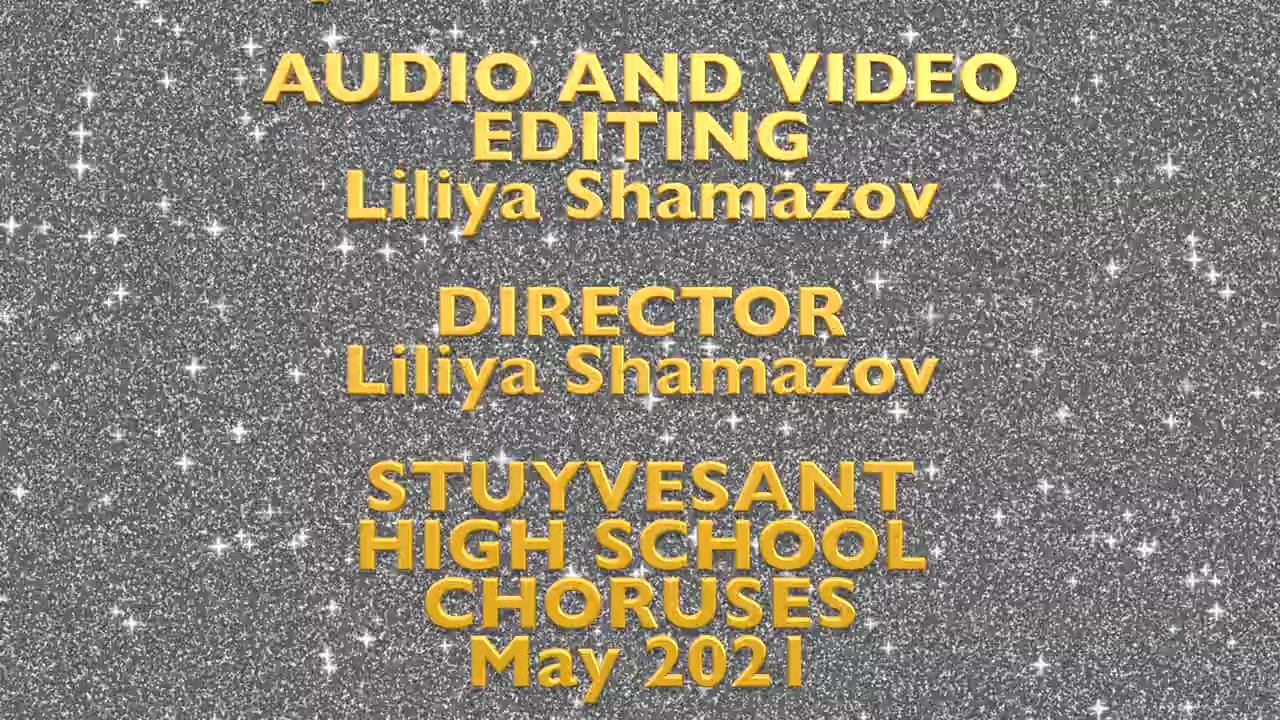 AUDIO AND VIDEO
EDITING
Liliya Shamazov
DIRECTOR
Liliya Shamazov
STUYVESANT
HIGH SCHOOL
CHORUSES
May 2021